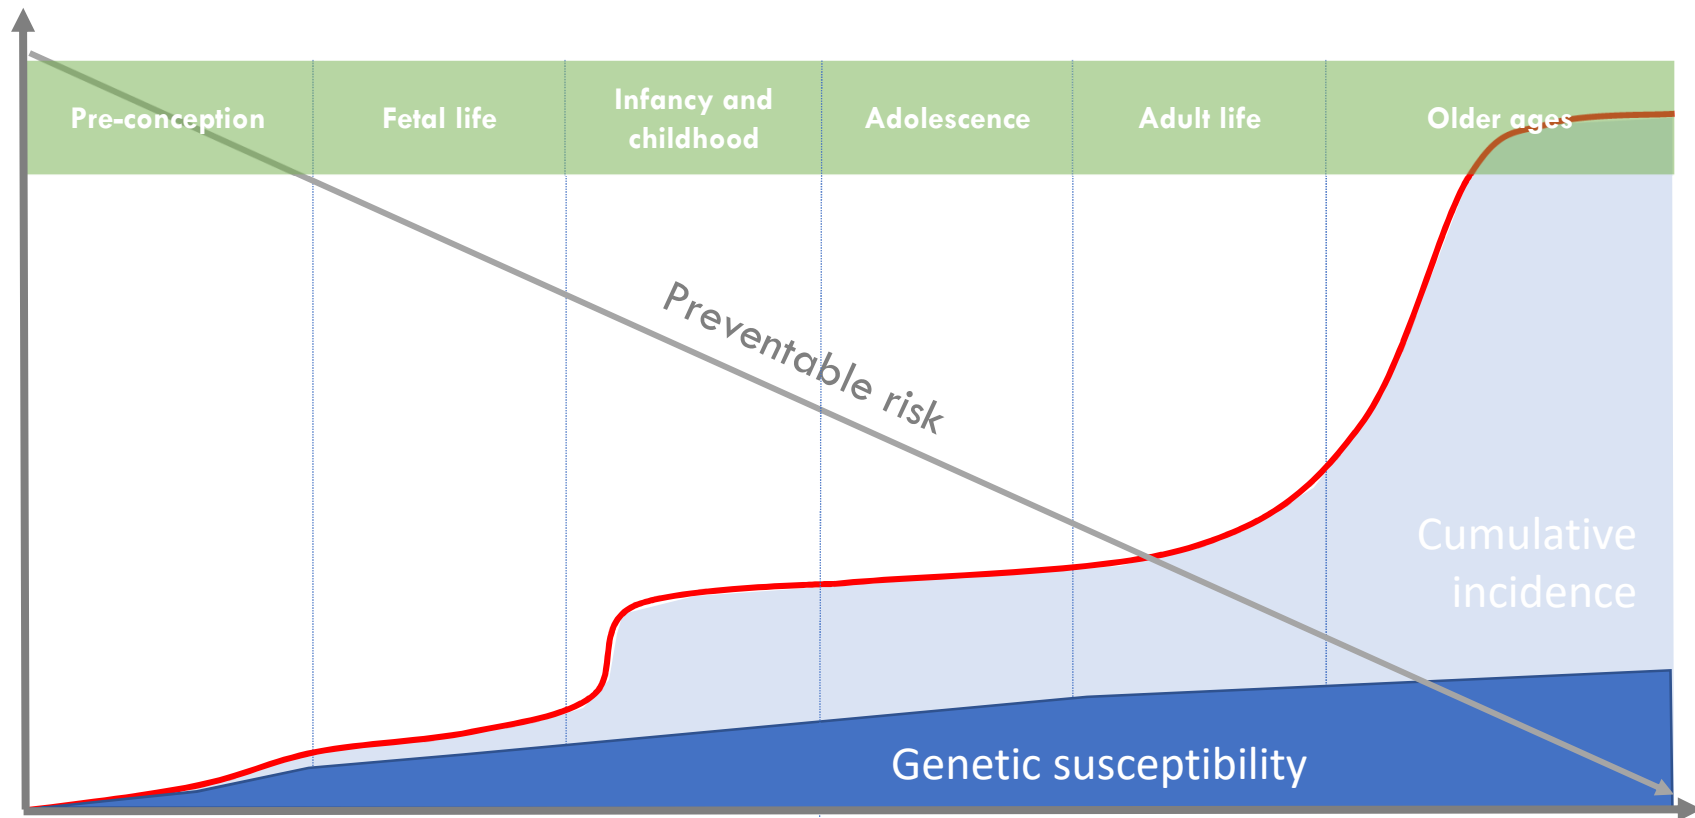 Pre-conception
Fetal life
Infancy and
childhood
Adolescence
Adult life
Older ages
Preventable risk
Cumulative
incidence
Genetic susceptibility